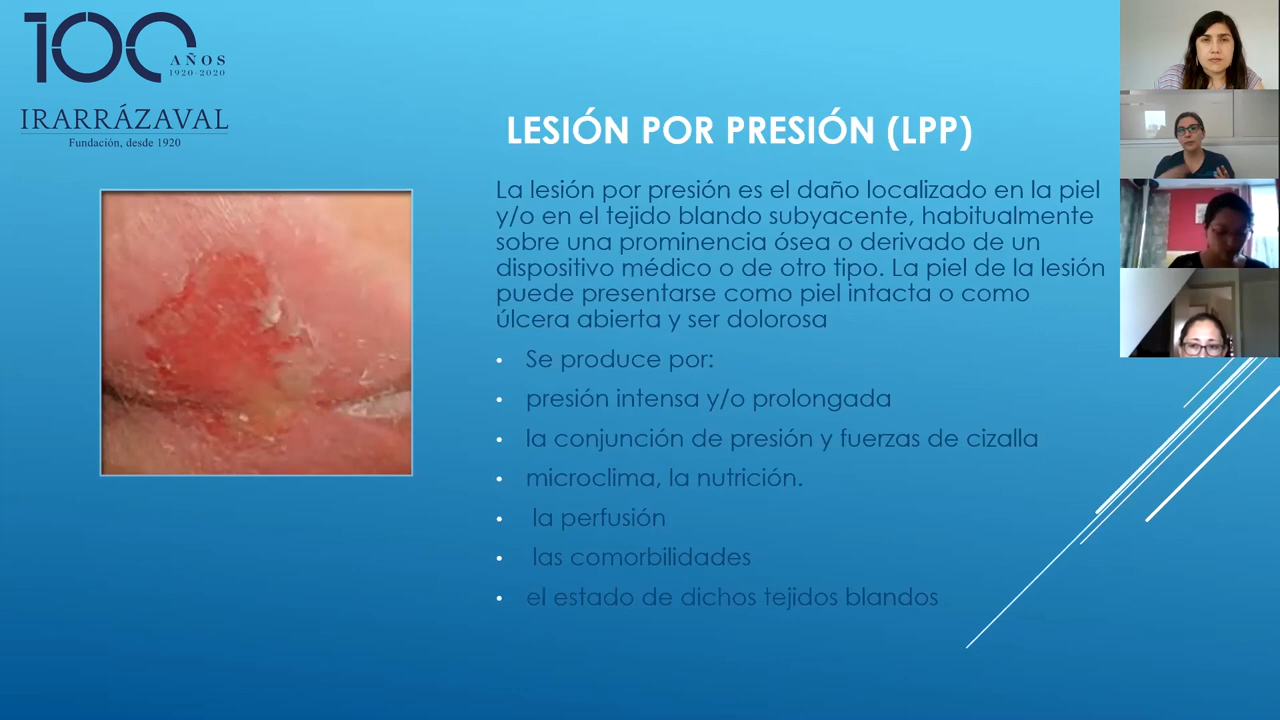 100
AÑOS
1920-2020
IRARRÁZAVAL
Fundación, desde 1920
LESIÓN POR PRESIÓN (LPP)
La lesión por presión es el daño localizado en la piel
y/o en el tejido blando subyacente, habitualmente
sobre una prominencia ósea o derivado de un
dispositivo médico o de otro tipo. La piel de la lesión
puede presentarse como piel intacta o como
úlcera abierta y ser dolorosa
• Se produce por:
• presión intensa y/o prolongada
• la conjunción de presión y fuerzas de cizalla
• microclima, la nutrición.
• la perfusión
• las comorbilidades
• el estado de dichos tejidos blandos